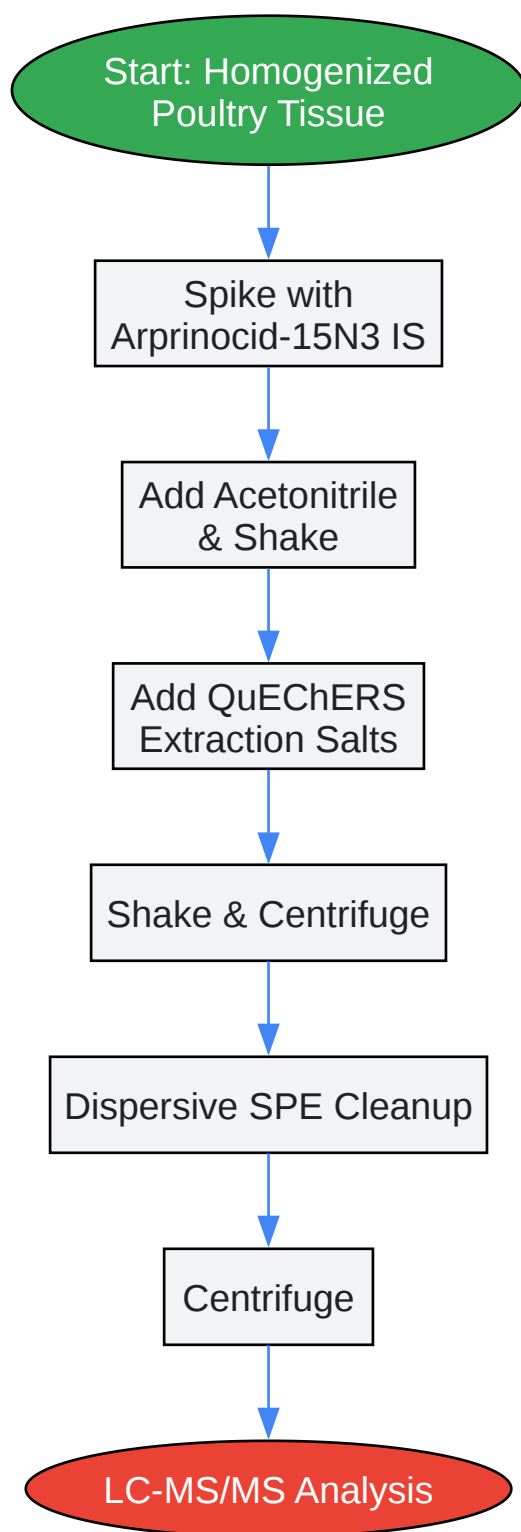 Start: Homogenized
Poultry Tissue
Spike with
Arprinocid-15N3 IS
Add Acetonitrile
& Shake
Add QuEChERS
Extraction Salts
Shake & Centrifuge
Dispersive SPE Cleanup
Centrifuge
LC-MS/MS Analysis